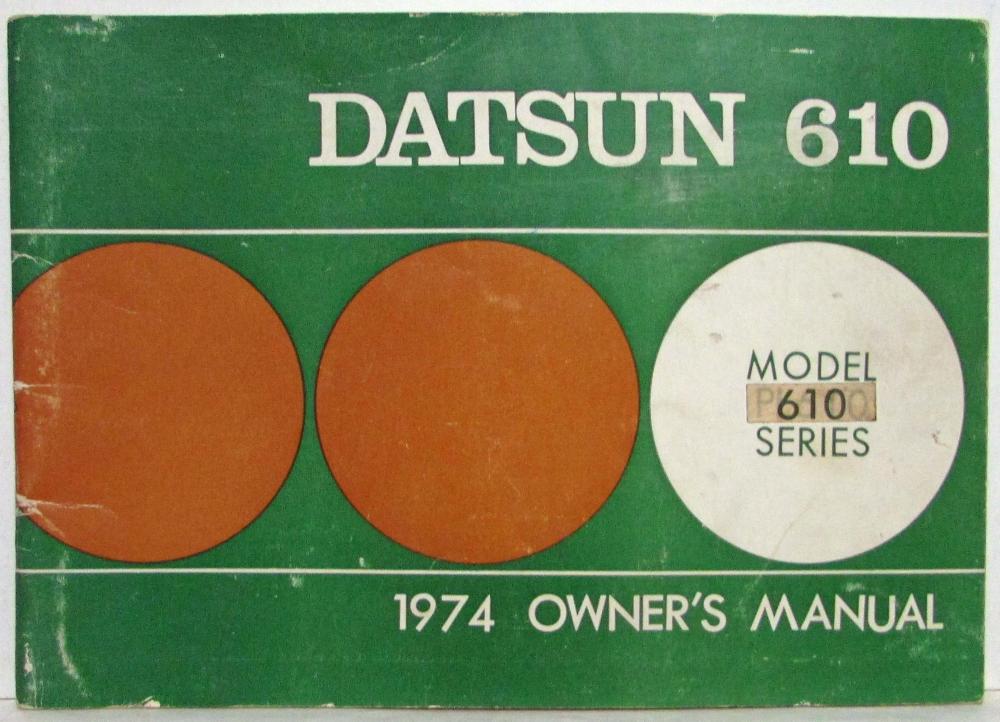 DATSUN 610
MODEL
610
SERIES
1974 OWNER'S MANUAL